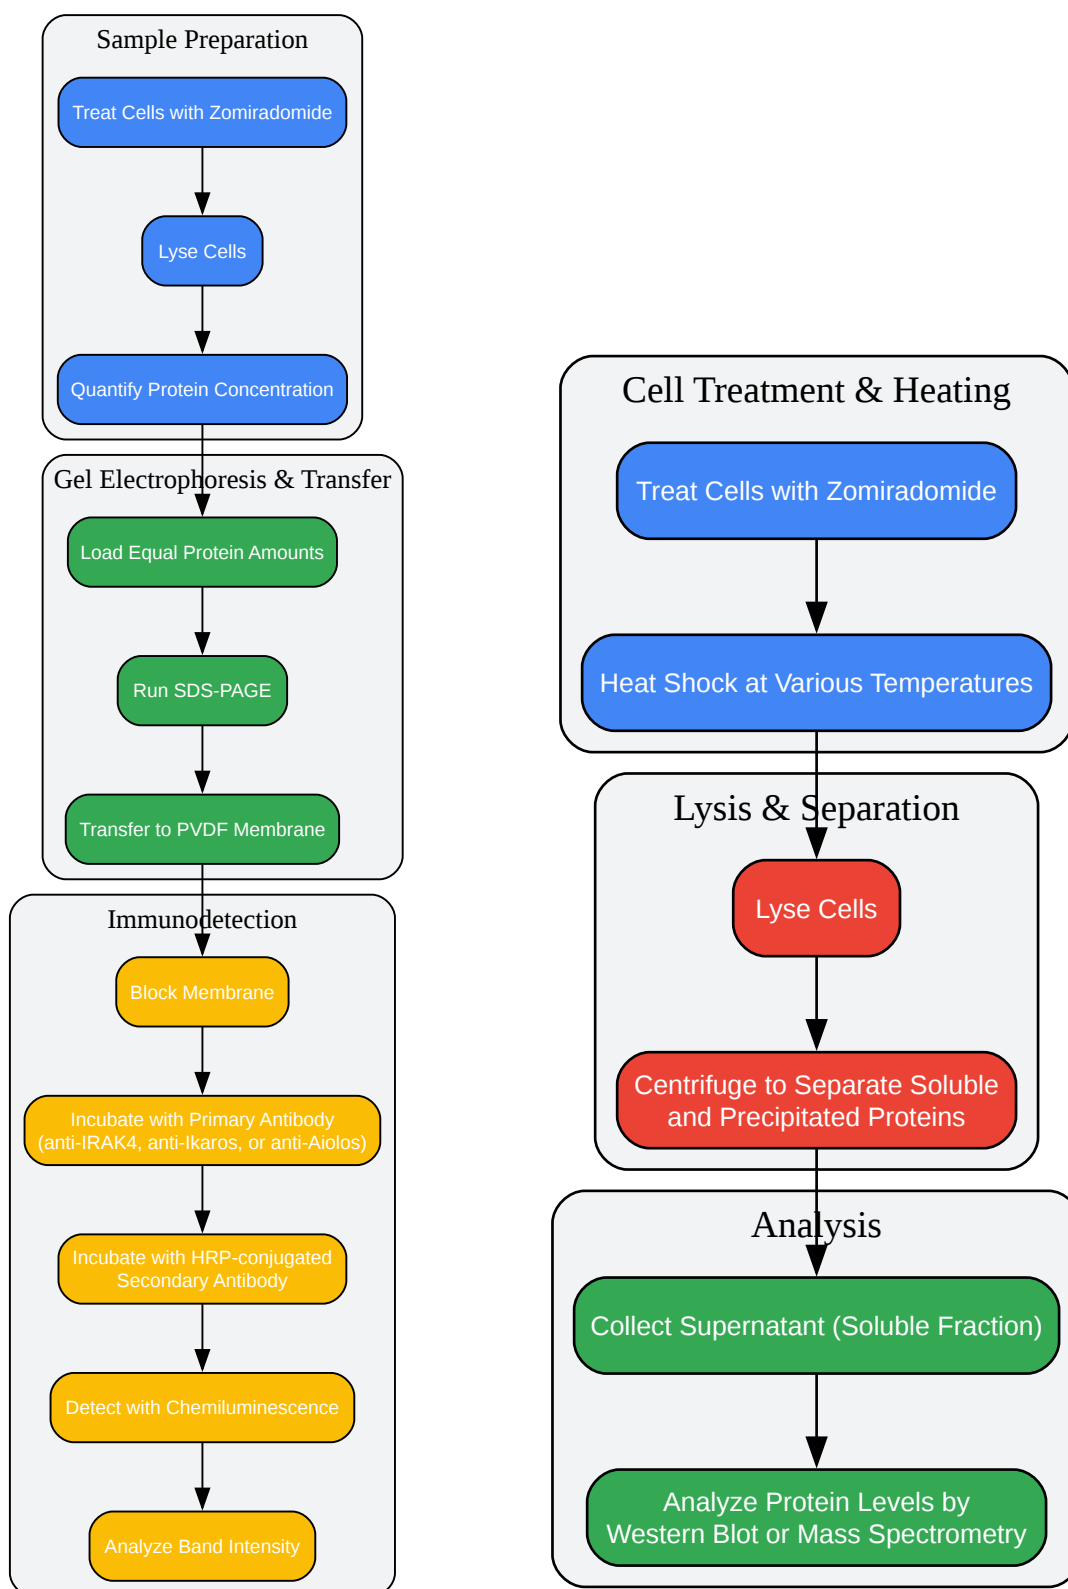 Sample Preparation
Treat Cells with Zomiradomide
Lyse Cells
Quantify Protein Concentration
Gel Electrophoresis & Transfer
Load Equal Protein Amounts
Run SDS-PAGE
Transfer to PVDF Membrane
Immunodetection
Block Membrane
Incubate with Primary Antibody
(anti-IRAK4, anti-Ikaros, or anti-Aiolos)
Incubate with HRP-conjugated
Secondary Antibody
Detect with Chemiluminescence
Analyze Band Intensity
Cell Treatment & Heating
Treat Cells with Zomiradomide
Heat Shock at Various Temperatures
Lysis & Separation
Lyse Cells
Centrifuge to Separate Soluble
and Precipitated Proteins
Analysis
Collect Supernatant (Soluble Fraction)
Analyze Protein Levels by
Western Blot or Mass Spectrometry